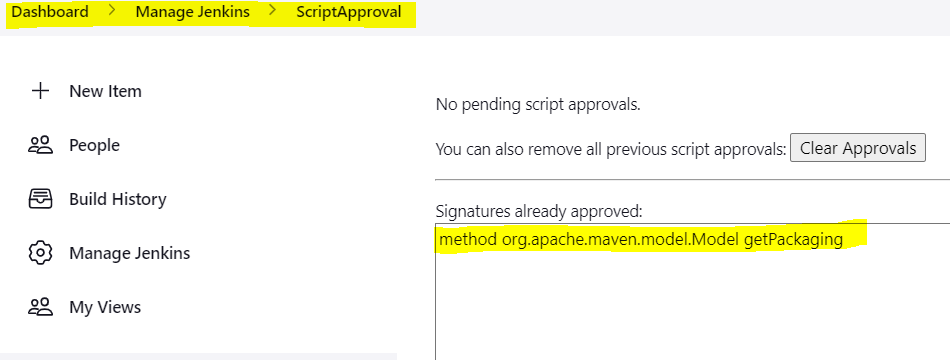 Dashboard > Manage Jenkins > ScriptApproval
New Item
People
Build History
Manage Jenkins
My Views
No pending script approvals.
You can also remove all previous script approvals: Clear Approvals
Signatures already approved:
method org.apache.maven.model.Model getPackaging